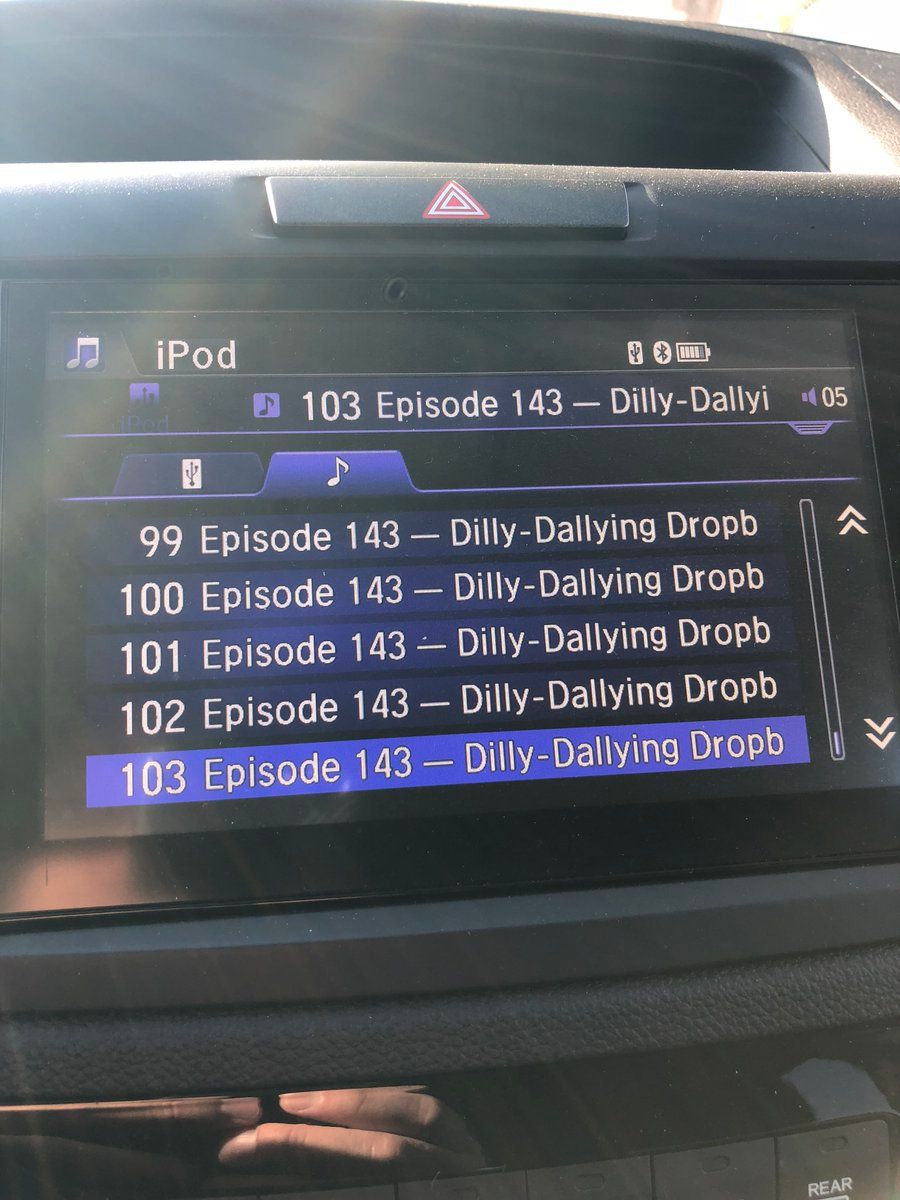 iPod
iPod
103 Episode 143 — Dilly-Dallyi
05
99 Episode 143 — Dilly-Dallying Dropb
100 Episode 143 — Dilly-Dallying Dropb
101 Episode 143 — Dilly-Dallying Dropb
102 Episode 143 — Dilly-Dallying Dropb
103 Episode 143 — Dilly-Dallying Dropb
REAR